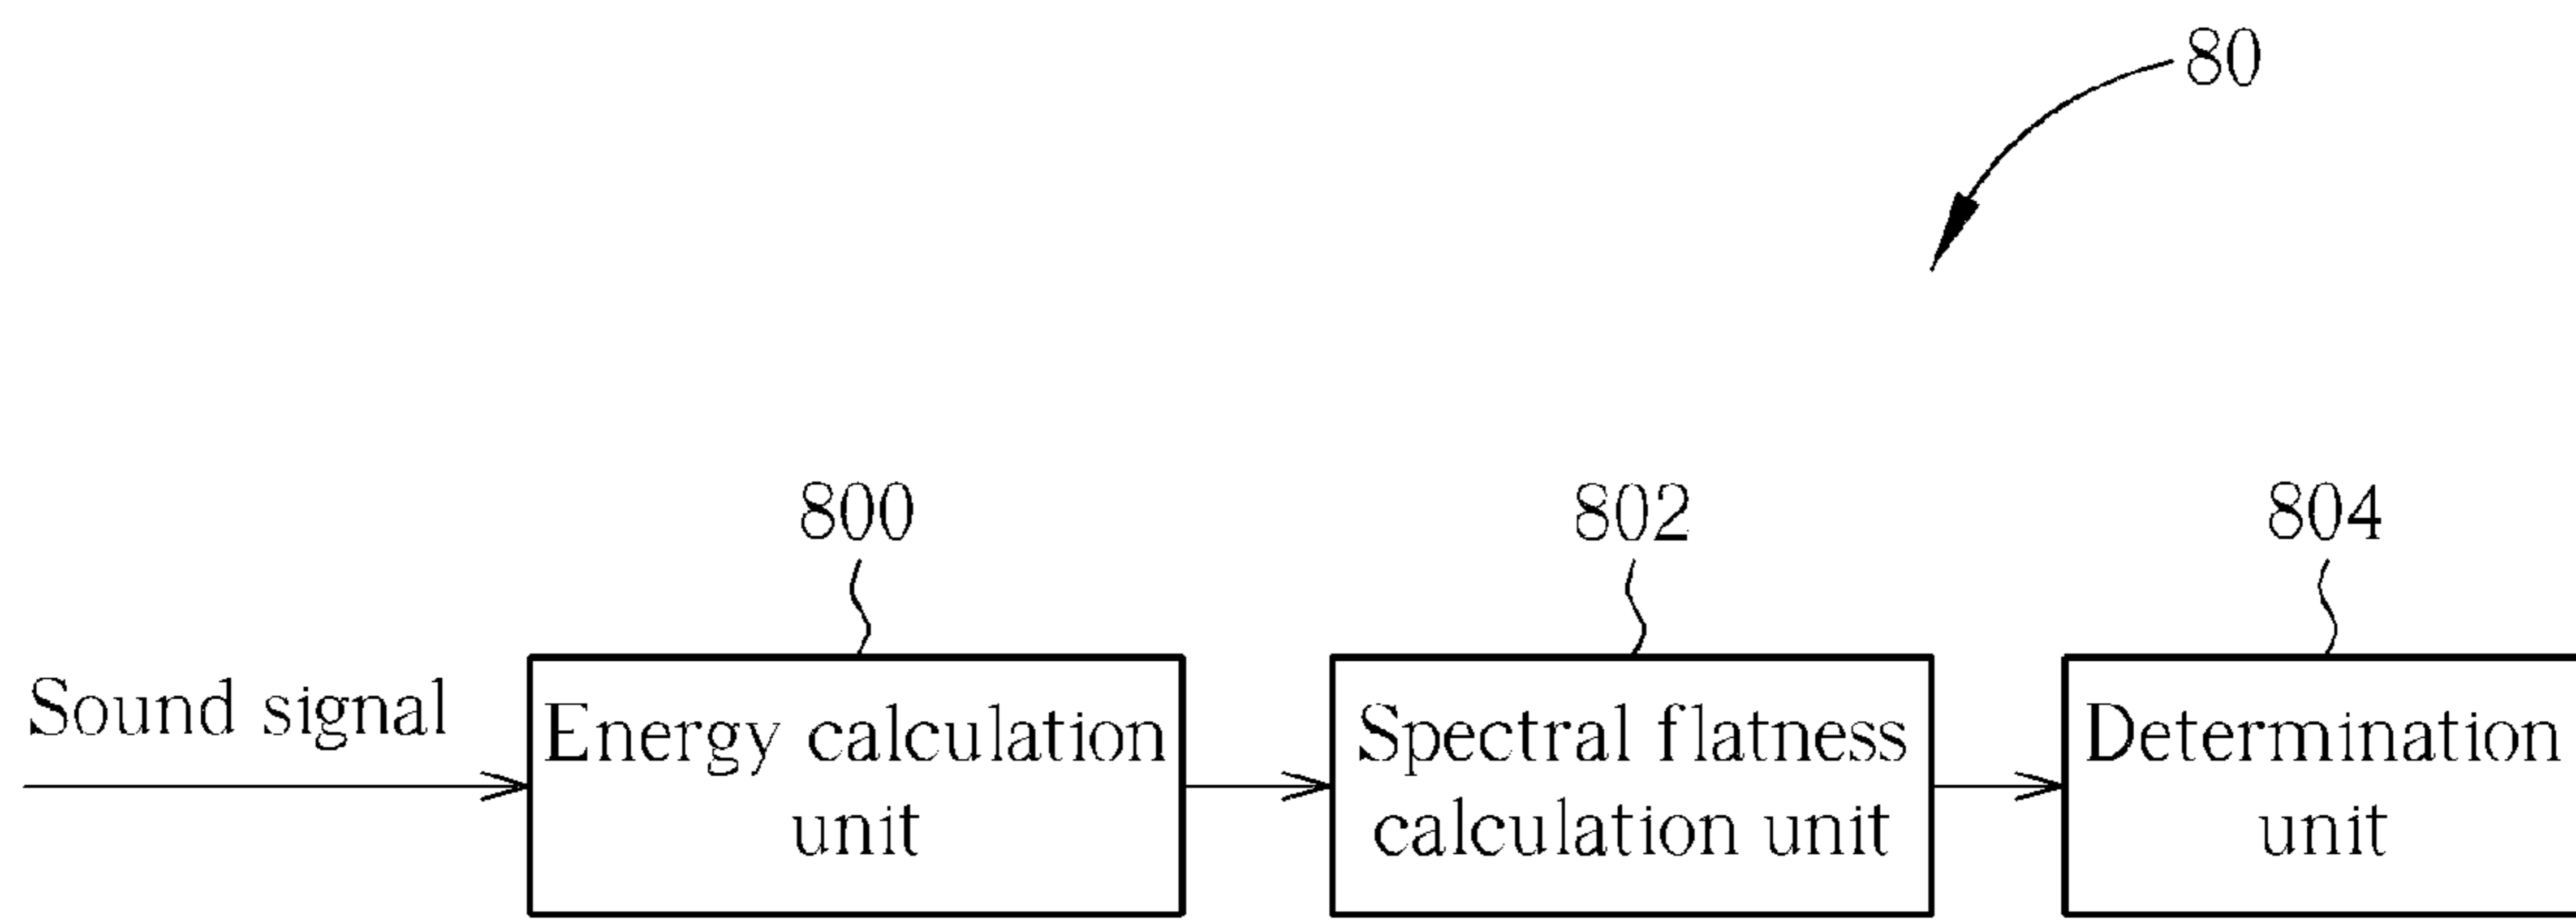 80
800
802
804
Sound signal
Energy calculation
unit
Spectral flatness
calculation unit
Determination
unit